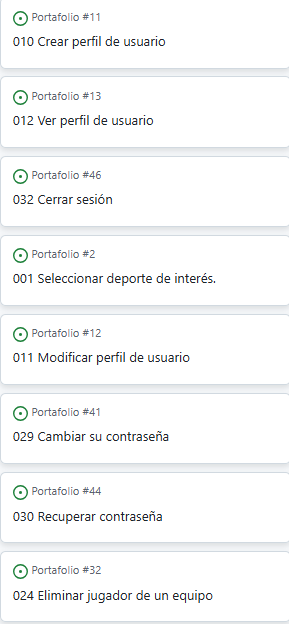 Portafolio #11
010 Crear perfil de usuario
Portafolio #13
012 Ver perfil de usuario
Portafolio #46
032 Cerrar sesión
Portafolio #2
001 Seleccionar deporte de interés.
Portafolio #12
011 Modificar perfil de usuario
Portafolio #41
029 Cambiar su contraseña
Portafolio #44
030 Recuperar contraseña
Portafolio #32
024 Eliminar jugador de un equipo